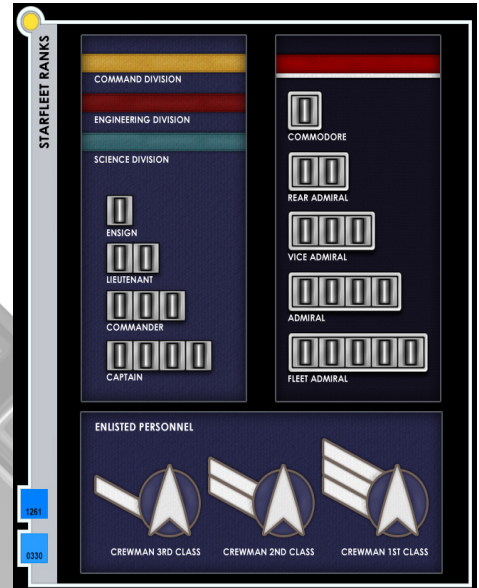 STARFLEET RANKS
COMMAND DIVISION
ENGINEERING DIVISION
SCIENCE DIVISION
ENSIGN
LIEUTENANT
COMMANDER
CAPTAIN
COMMODORE
REAR ADMIRAL
VICE ADMIRAL
ADMIRAL
FLEET ADMIRAL
ENLISTED PERSONNEL
CREWMAN 3RD CLASS
CREWMAN 2ND CLASS
CREWMAN 1ST CLASS
1261
0330